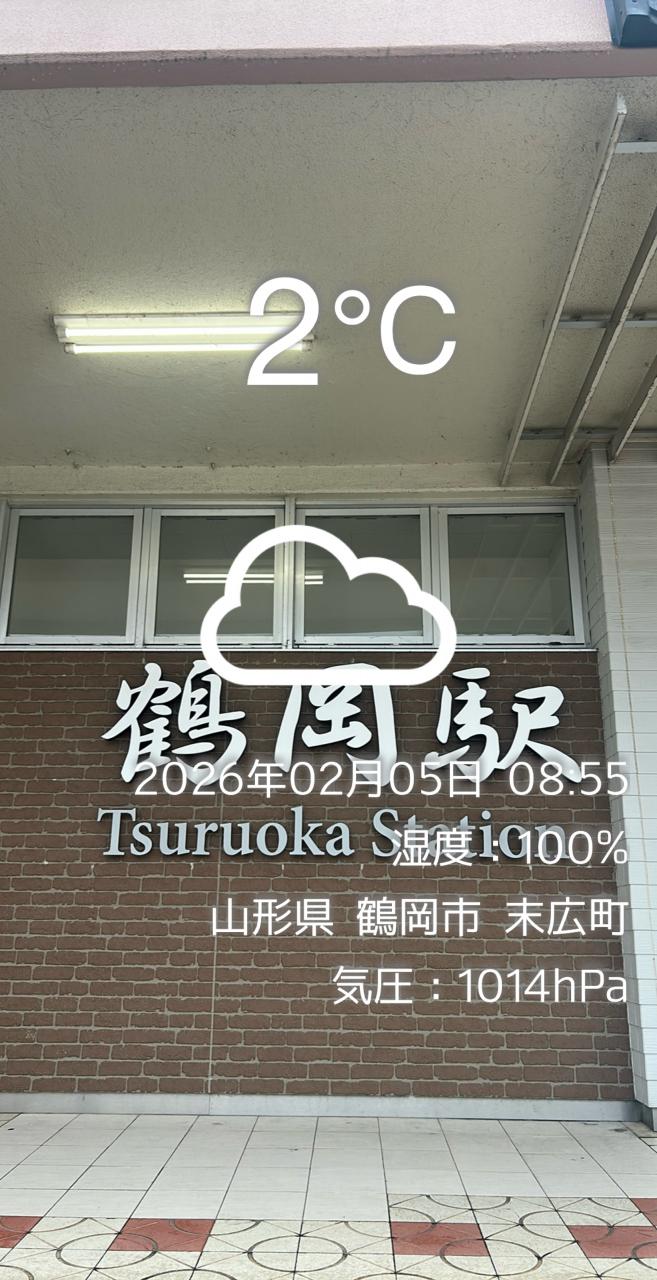 2°C
鶴岡駅
2026年02月05日 08:55
Tsuruoka Station
湿度：100%
山形県 鶴岡市 末広町
気圧：1014hPa